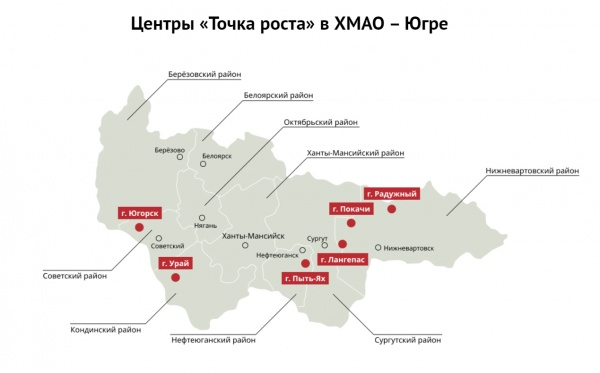 Центры «Точка роста» в ХМАО – Югре
Берёзовский район
Белоярский район
Октябрьский район
Ханты-Мансийский район
Нижневартовский район
Берёзово
Белоярск
г. Радужный
г. Покачи
г. Югорск
Нягань
Советский
Ханты-Мансийск
Сургут
Нефтеюганск
Нижневартовск
г. Лангепас
г. Урай
г. Пыть-Ях
Советский район
Кондинский район
Нефтеюганский район
Сургутский район